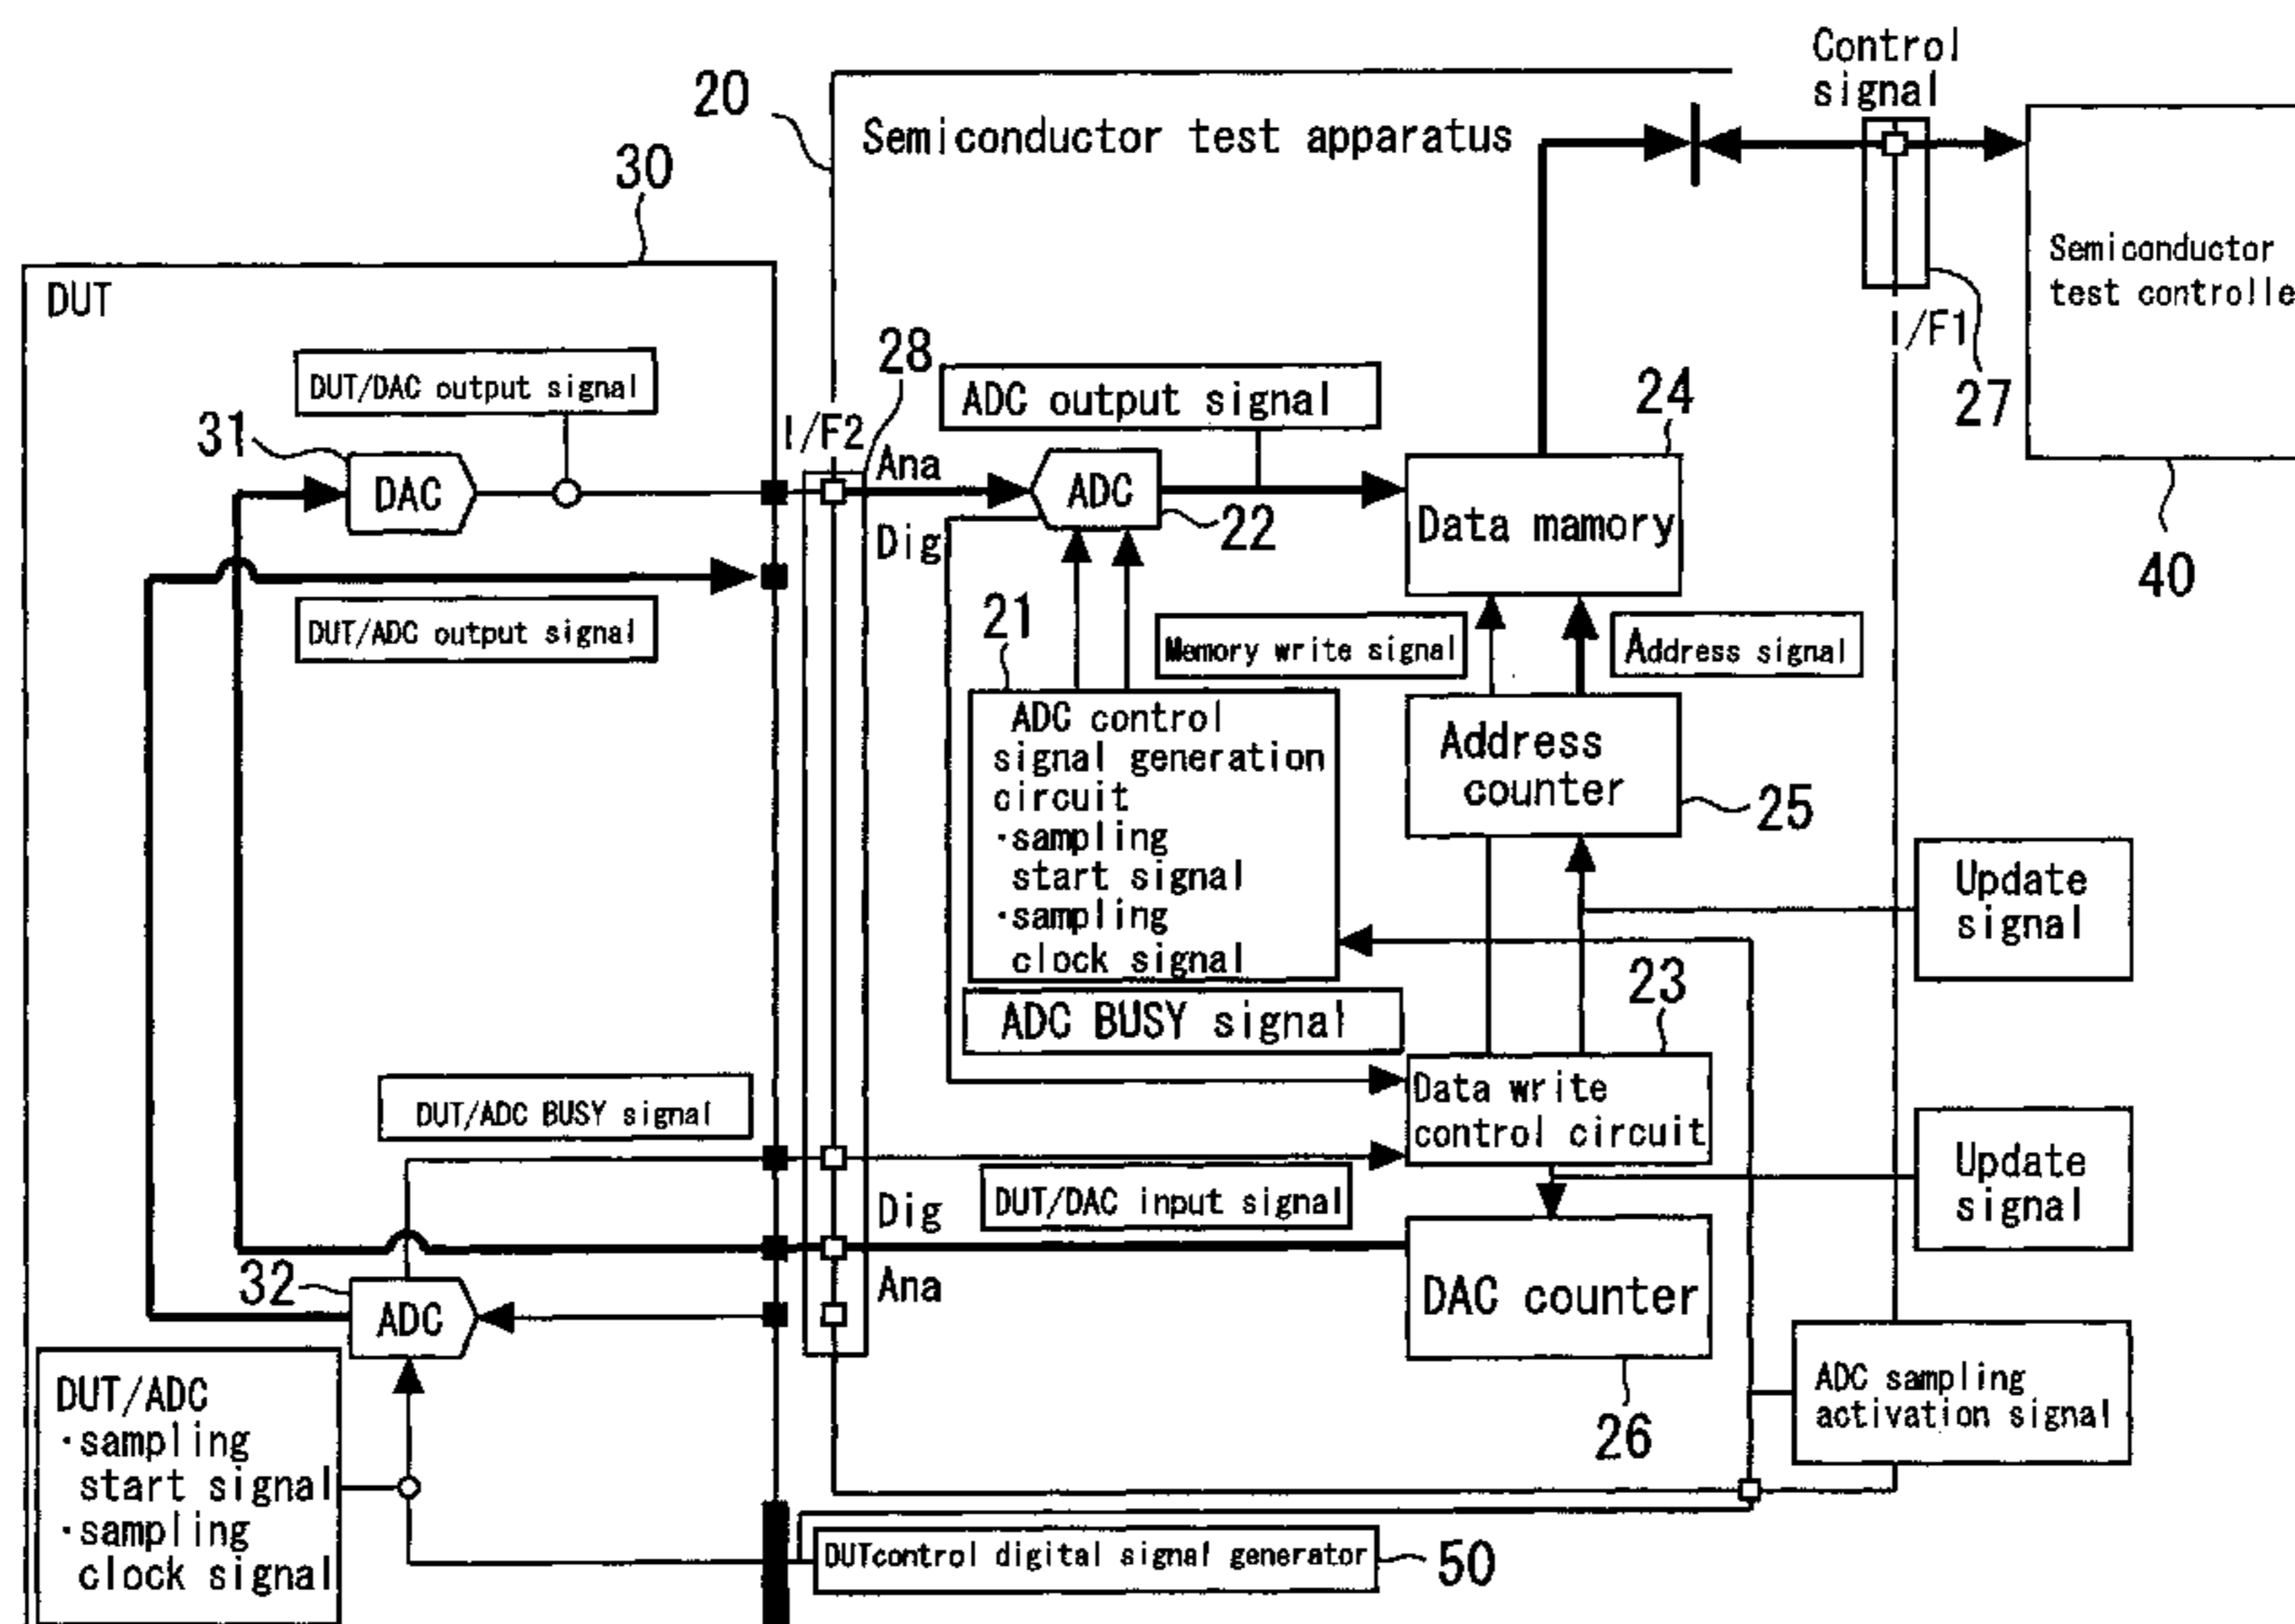 Control
signal
20
Semiconductor test apparatus
30
DUT
Semiconductor
test controlle
I/F1
27
40
DUT/DAC output signal
31
DAC
I/F2
28
Ana
ADC output signal
ADC
22
24
Data mamory
Dig
DUT/ADC output signal
21
Memory write signal
Address signal
ADC control
signal generation
circuit
·sampling
start signal
·sampling
clock signal
Address
counter
25
Update
signal
ADC BUSY signal
23
Data write
control circuit
DUT/ADC BUSY signal
Update
signal
Dig
DUT/DAC input signal
Ana
32
ADC
DAC counter
26
ADC sampling
activation signal
DUT/ADC
·sampling
start signal
·sampling
clock signal
DUTcontrol digital signal generator
50